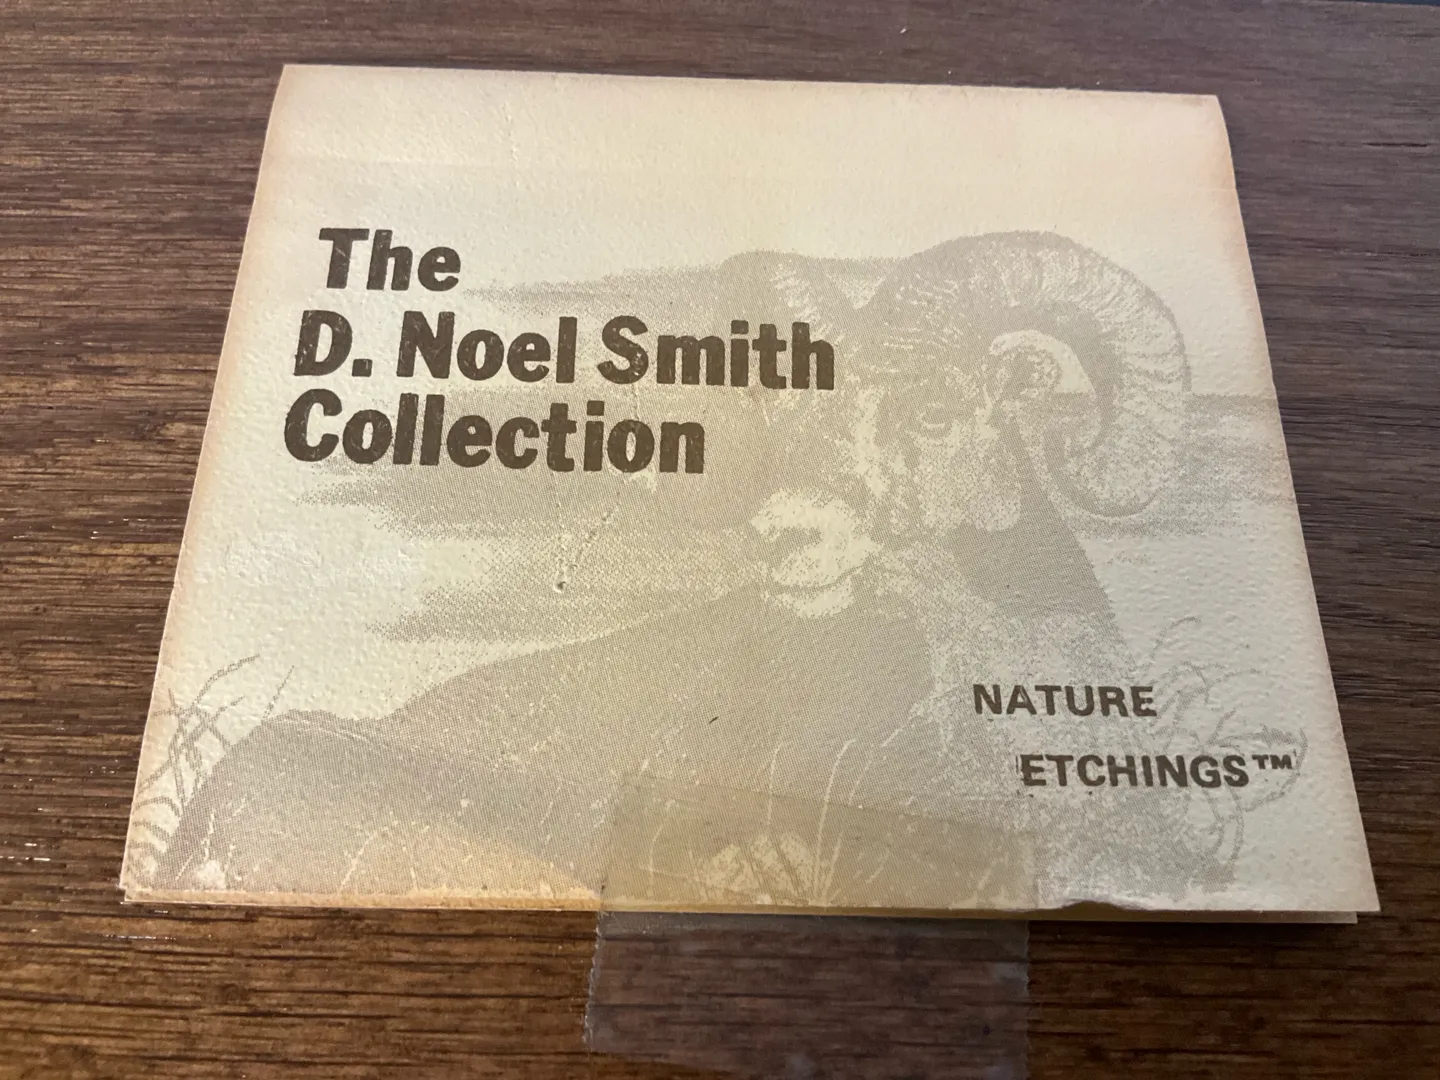 The
D. Noel Smith
Collection
NATURE
ETCHINGS™